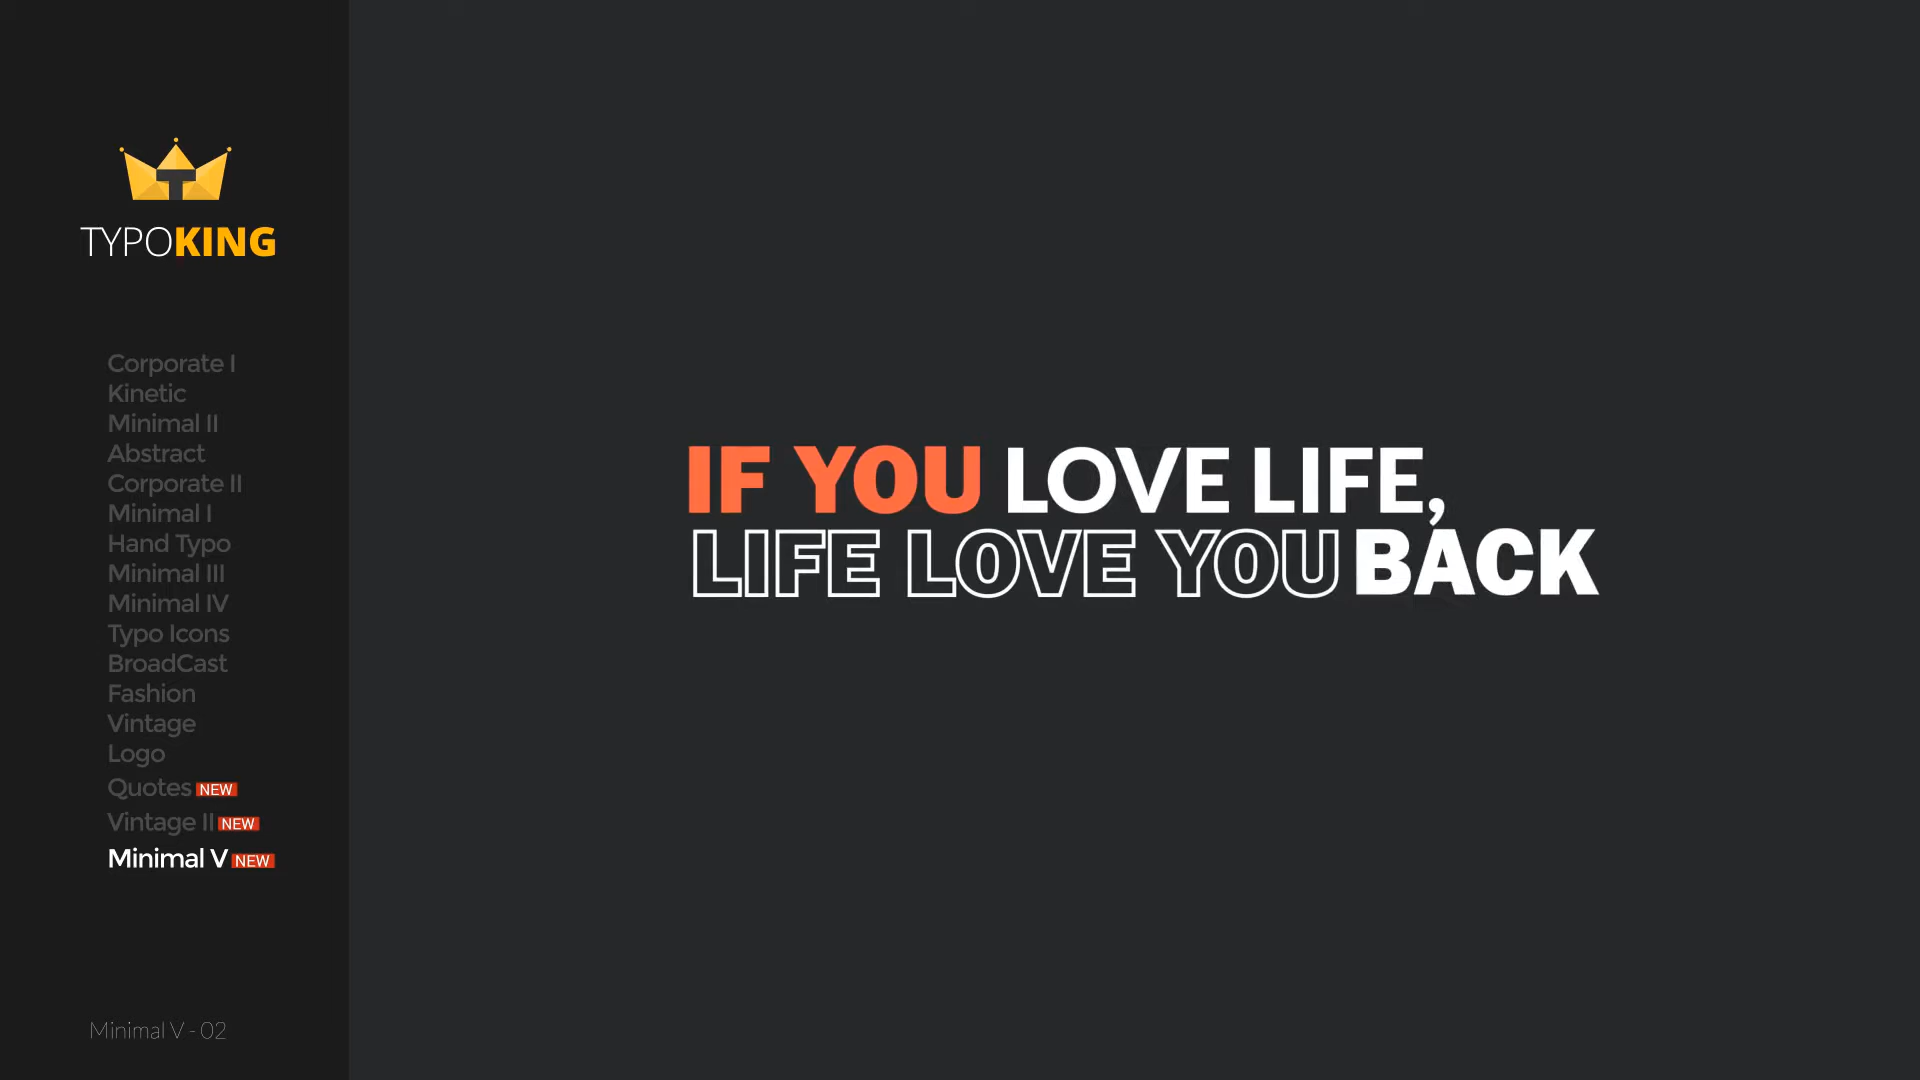 TYPOKING
Corporate I
Kinetic
Minimal II
Abstract
Corporate II
Minimal I
Hand Typo
Minimal III
Minimal IV
Typo Icons
BroadCast
Fashion
Vintage
Logo
Quotes NEW
Vintage II NEW
Minimal V NEW
Minimal V - 02
IF YOU LOVE LIFE,
LIFE LOVE YOU BACK